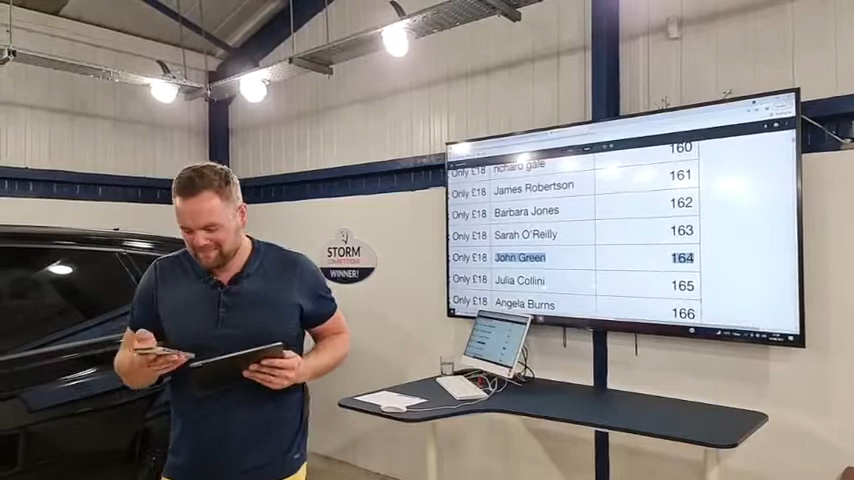 Only £18 richard gale 160
Only £18 JAMES ROBERTSON 161
Only £18 BARBARA JONES 162
Only £18 SARAH O'REILLY 163
Only £18 John Green 164
Only £18 JULIA COLLINI 165
Only £18 ANGELA BURNS 166
STORM
COMPETITIONS
WINNER!